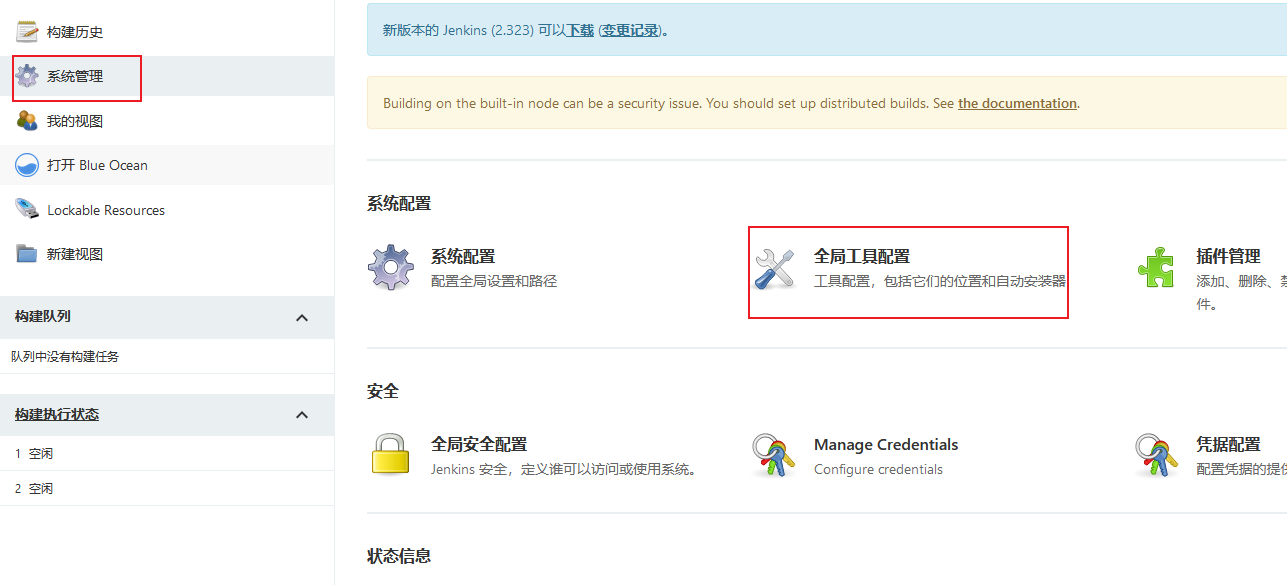 构建历史
系统管理
我的视图
打开 Blue Ocean
Lockable Resources
新建视图
构建队列
队列中没有构建任务
构建执行状态
1 空闲
2 空闲
新版本的 Jenkins (2.323) 可以下载 (变更记录)。
Building on the built-in node can be a security issue. You should set up distributed builds. See the documentation.
系统配置
系统配置
配置全局设置和路径
全局工具配置
工具配置，包括它们的位置和自动安装器
插件管理
添加、删除、禁
件。
安全
全局安全配置
Jenkins 安全，定义谁可以访问或使用系统。
Manage Credentials
Configure credentials
凭据配置
配置凭据的提供
状态信息